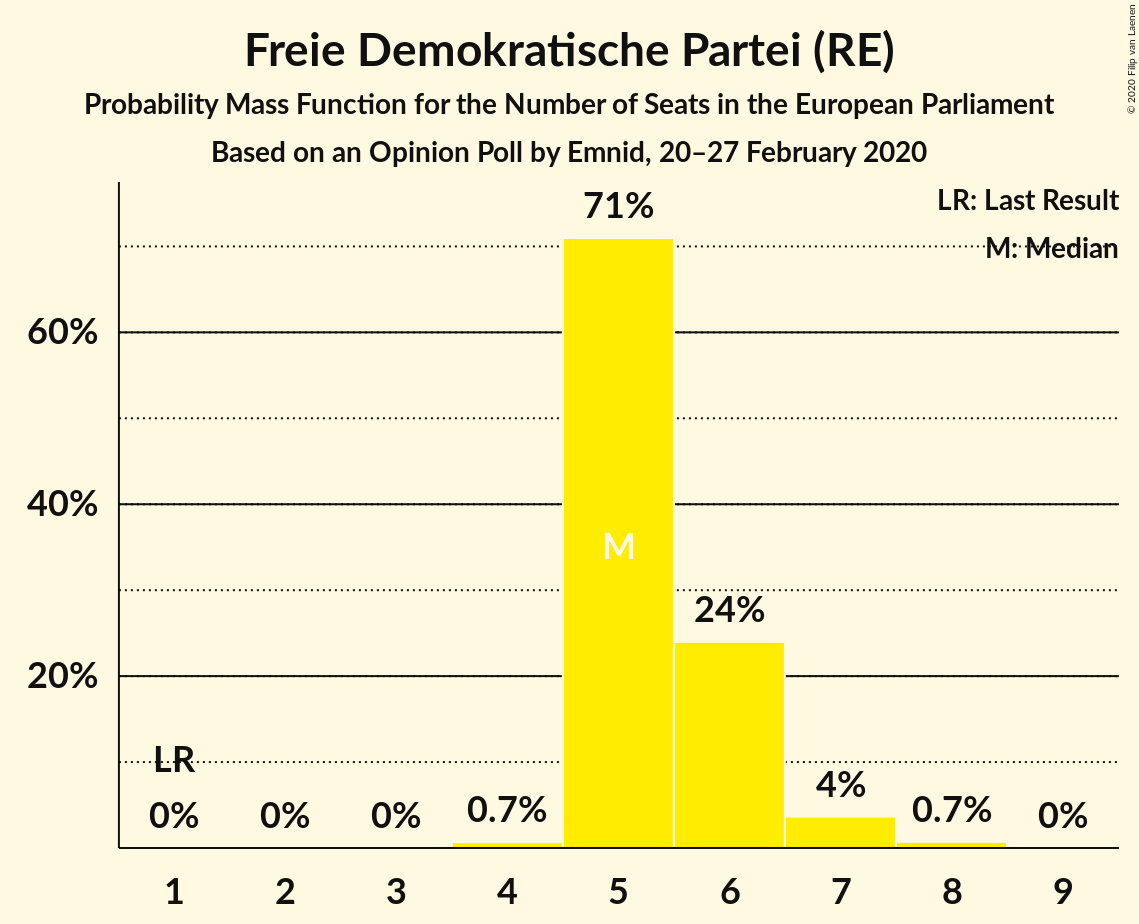 Freie Demokratische Partei (RE)
Probability Mass Function for the Number of Seats in the European Parliament
Based on an Opinion Poll by Emnid, 20–27 February 2020
© 2020 Filip van Laenen
LR: Last Result
M: Median
71%
60%
40%
M
24%
20%
LR
4%
0% 0% 0% 0.7% 0.7% 0%
1 2 3 4 5 6 7 8 9